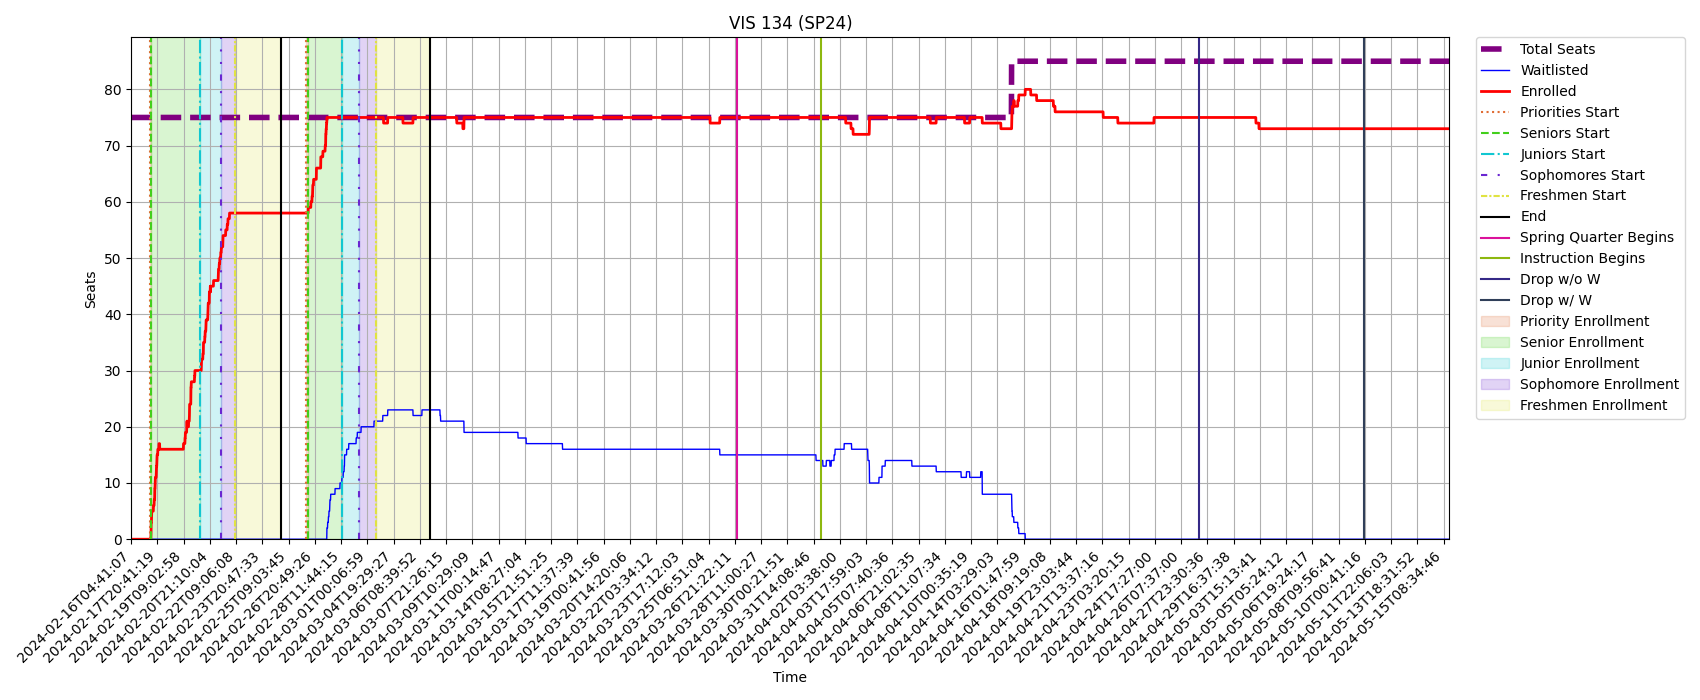 VIS 134 (SP24)
Seats
80
70
60
50
40
30
20
10
0
2024-02-16T04:41:07
2024-02-17T20:41:19
2024-02-19T09:02:58
2024-02-20T21:10:04
2024-02-22T09:06:08
2024-02-23T20:47:33
2024-02-25T09:03:45
2024-02-26T20:49:26
2024-02-28T11:44:15
2024-03-01T00:06:59
2024-03-04T19:29:27
2024-03-06T08:39:52
2024-03-07T21:26:15
2024-03-09T10:29:09
2024-03-11T00:14:47
2024-03-14T08:27:04
2024-03-15T21:51:25
2024-03-17T11:37:39
2024-03-19T00:41:56
2024-03-20T14:20:06
2024-03-22T03:34:12
2024-03-23T17:12:03
2024-03-25T06:51:04
2024-03-26T21:22:11
2024-03-28T11:00:27
2024-03-30T00:21:51
2024-03-31T14:08:46
2024-04-02T03:38:00
2024-04-03T17:59:03
2024-04-05T07:40:36
2024-04-06T21:02:35
2024-04-08T11:07:34
2024-04-10T00:35:19
2024-04-14T03:29:03
2024-04-16T01:47:59
2024-04-18T09:19:08
2024-04-19T23:03:44
2024-04-21T13:37:16
2024-04-23T03:20:15
2024-04-24T17:27:00
2024-04-26T07:37:00
2024-04-27T23:30:36
2024-04-29T16:37:38
2024-05-03T15:13:41
2024-05-05T05:24:12
2024-05-06T19:24:17
2024-05-08T09:56:41
2024-05-10T00:41:16
2024-05-11T22:06:03
2024-05-13T18:31:52
2024-05-15T08:34:46
Time
Total Seats
Waitlisted
Enrolled
Priorities Start
Seniors Start
Juniors Start
Sophomores Start
Freshmen Start
End
Spring Quarter Begins
Instruction Begins
Drop w/o W
Drop w/ W
Priority Enrollment
Senior Enrollment
Junior Enrollment
Sophomore Enrollment
Freshmen Enrollment